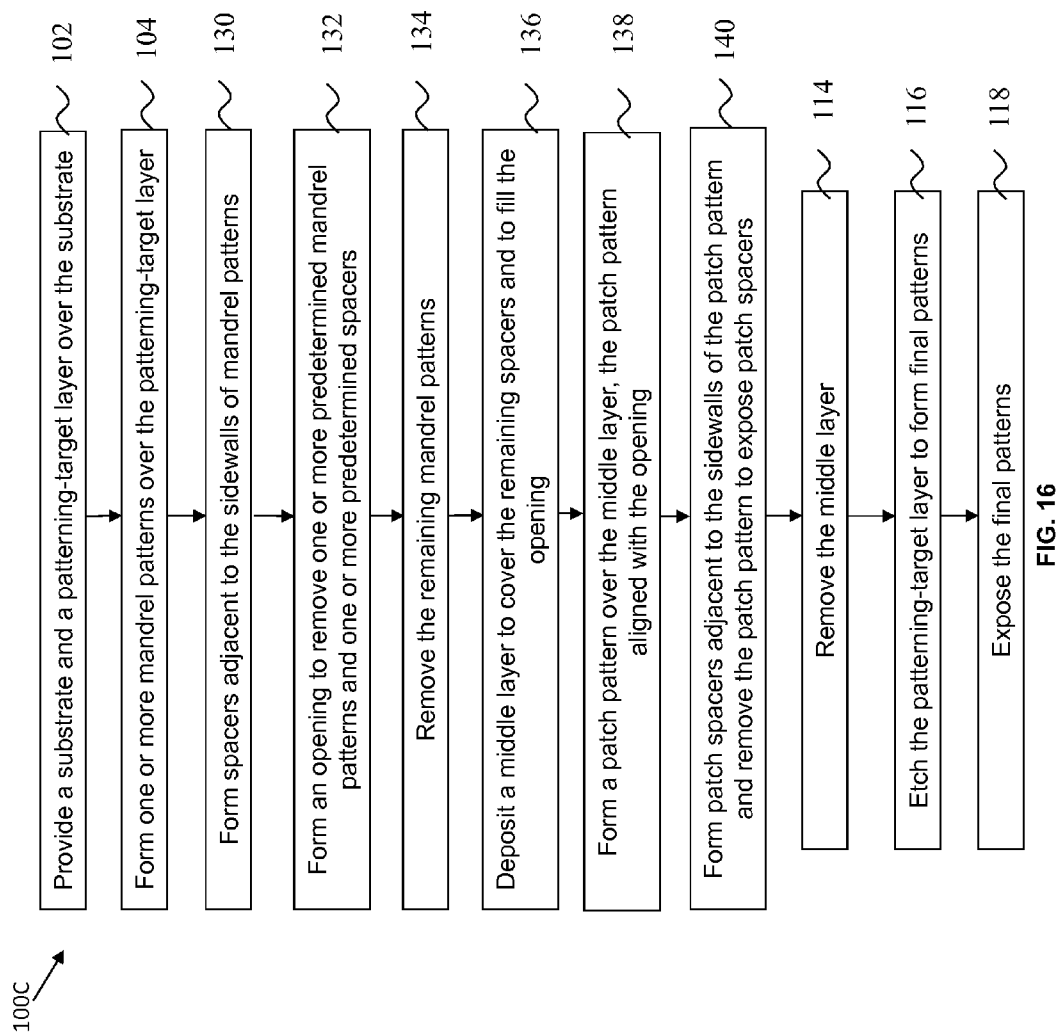 100C
Provide a substrate and a patterning-target layer over the substrate
102
Form one or more mandrel patterns over the patterning-target layer
104
Form spacers adjacent to the sidewalls of mandrel patterns
130
Form an opening to remove one or more predetermined mandrel
patterns and one or more predetermined spacers
132
Remove the remaining mandrel patterns
134
Deposit a middle layer to cover the remaining spacers and to fill the
opening
136
Form a patch pattern over the middle layer, the patch pattern
aligned with the opening
138
Form patch spacers adjacent to the sidewalls of the patch pattern
and remove the patch pattern to expose patch spacers
140
Remove the middle layer
114
Etch the patterning-target layer to form final patterns
116
Expose the final patterns
118
FIG. 16